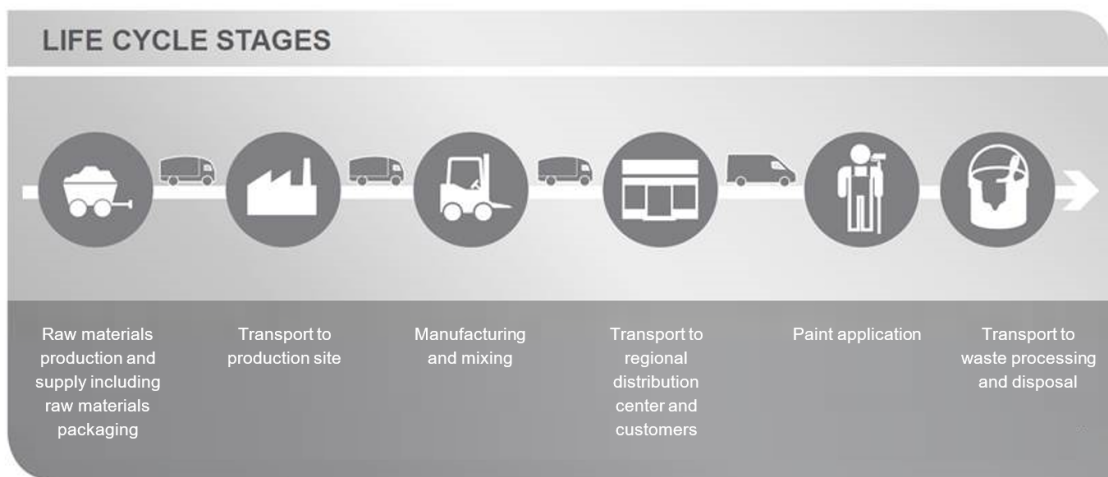 LIFE CYCLE STAGES
Raw materials
production and
supply including
raw materials
packaging
Transport to
production site
Manufacturing
and mixing
Transport to
regional
distribution
center and
customers
Paint application
Transport to
waste processing
and disposal